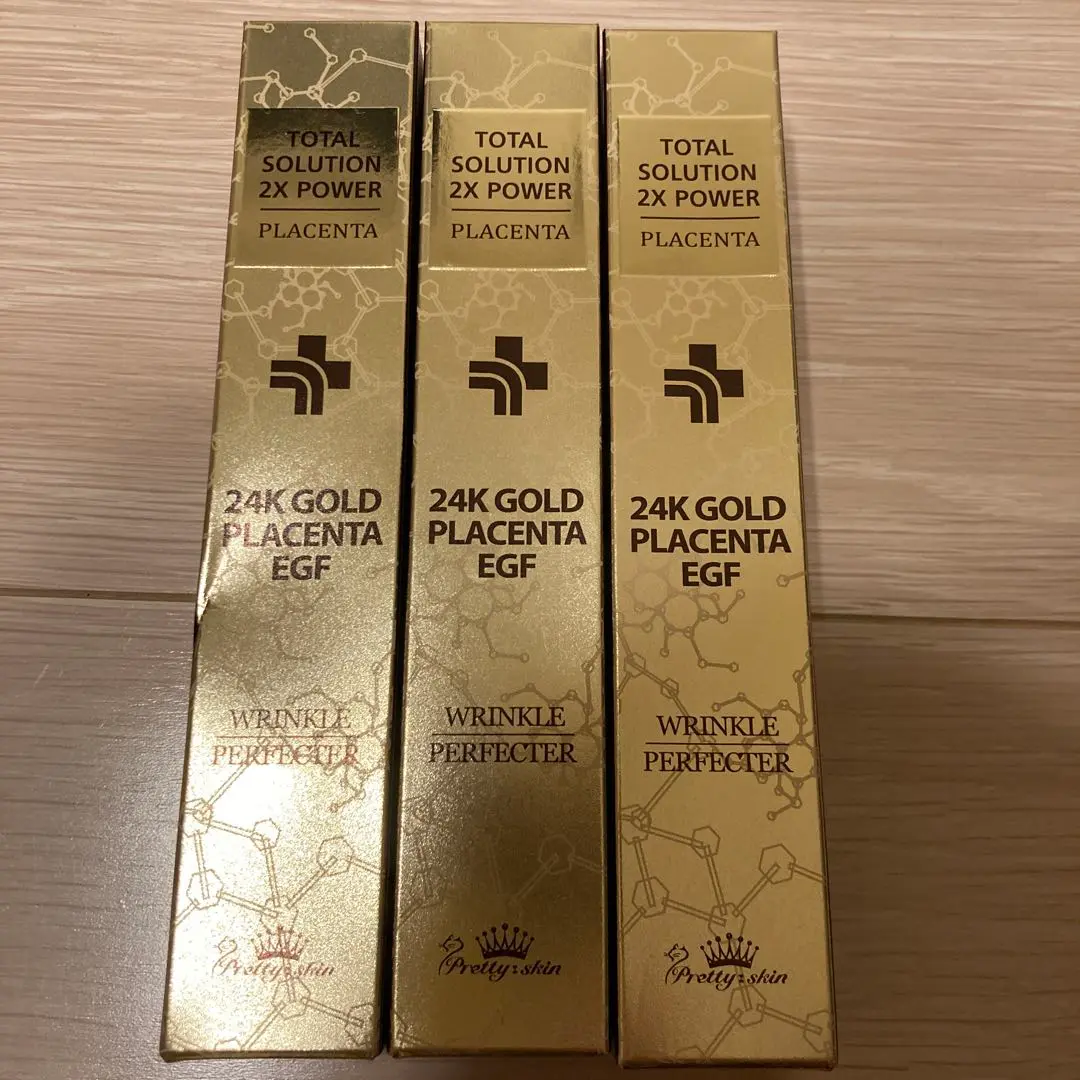 TOTAL
SOLUTION
2X POWER
PLACENTA
24K GOLD
PLACENTA
EGF
WRINKLE
PERFECTER
Pretty:skin
TOTAL
SOLUTION
2X POWER
PLACENTA
24K GOLD
PLACENTA
EGF
WRINKLE
PERFECTER
Pretty:skin
TOTAL
SOLUTION
2X POWER
PLACENTA
24K GOLD
PLACENTA
EGF
WRINKLE
PERFECTER
Pretty:skin